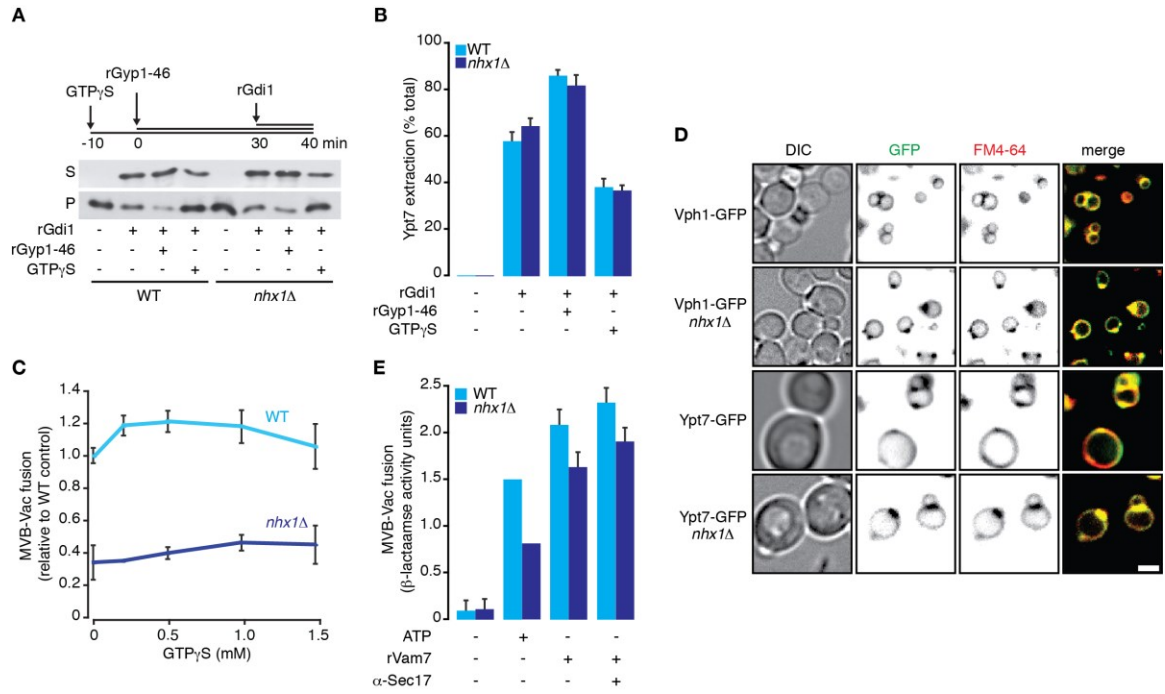 A
rGyp1-46
GTPγS
rGdi1
-10 0 30 40 min
S
P
rGdi1 - + + + - + + +
rGyp1-46 - - + - - - + -
GTPγS - - - + - - - +
WT nhx1Δ
B
WT
nhx1Δ
Ypt7 extraction (% total)
100
80
60
40
20
0
rGdi1 - + + +
rGyp1-46 - - + -
GTPγS - - - +
C
MVB-Vac fusion
(relative to WT control)
1.4
1.2
1.0
0.8
0.6
0.4
0.2
0
WT
nhx1Δ
0 0.5 1.0 1.5
GTPγS (mM)
D
DIC GFP FM4-64 merge
Vph1-GFP
Vph1-GFP
nhx1Δ
Ypt7-GFP
Ypt7-GFP
nhx1Δ
E
WT
nhx1Δ
MVB-Vac fusion
(β-lactaamse activity units)
2.5
2.0
1.5
1.0
0.5
0
ATP - + - -
rVam7 - - + +
α-Sec17 - - - +